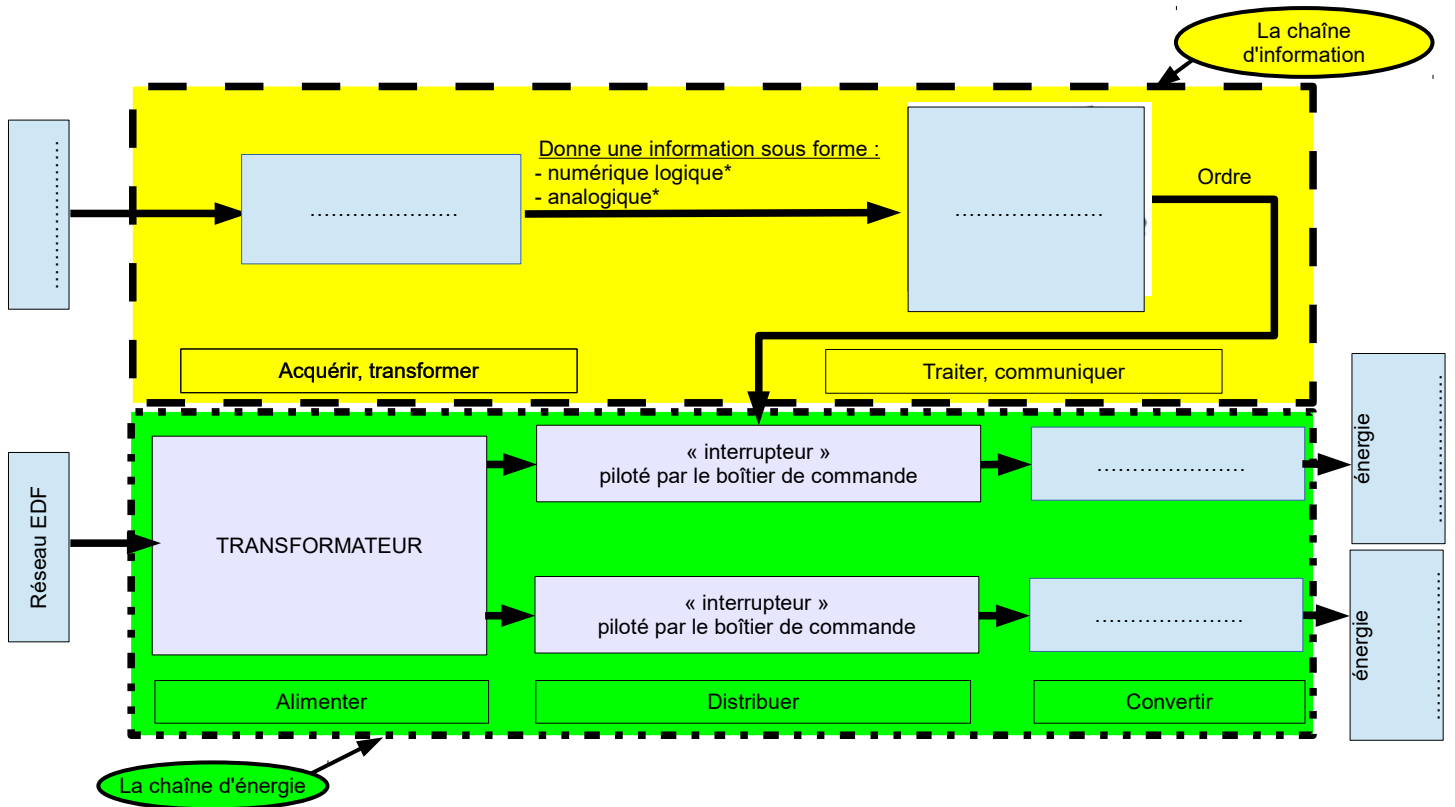 La chaîne
d'information
Donne une information sous forme :
- numérique logique*
- analogique*
Ordre
.....................
.....................
.....................
Acquérir, transformer
Traiter, communiquer
Réseau EDF
TRANSFORMATEUR
« interrupteur »
piloté par le boîtier de commande
.....................
énergie
.....................
« interrupteur »
piloté par le boîtier de commande
.....................
énergie
.....................
Alimenter
Distribuer
Convertir
La chaîne d'énergie